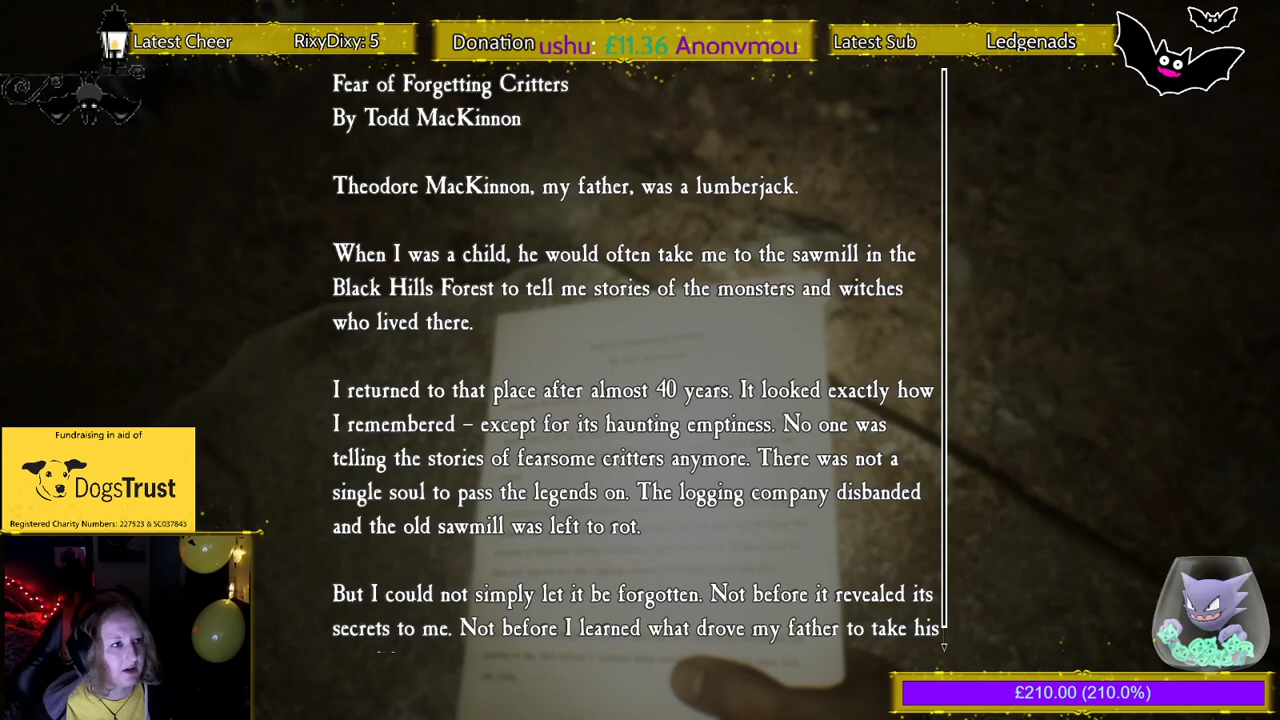 Latest Cheer
RixyDixy: 5
Donation
ushu: £11.36 Anonymou
Latest Sub
Ledgenads
Fear of Forgetting Critters
By Todd MacKinnon
Theodore MacKinnon, my father, was a lumberjack.
When I was a child, he would often take me to the sawmill in the
Black Hills Forest to tell me stories of the monsters and witches
who lived there.
I returned to that place after almost 40 years. It looked exactly how
I remembered – except for its haunting emptiness. No one was
telling the stories of fearsome critters anymore. There was not a
single soul to pass the legends on. The logging company disbanded
and the old sawmill was left to rot.
But I could not simply let it be forgotten. Not before it revealed its
secrets to me. Not before I learned what drove my father to take his
Fundraising in aid of
DogsTrust
Registered Charity Numbers: 227523 & SC037843
£210.00 (210.0%)